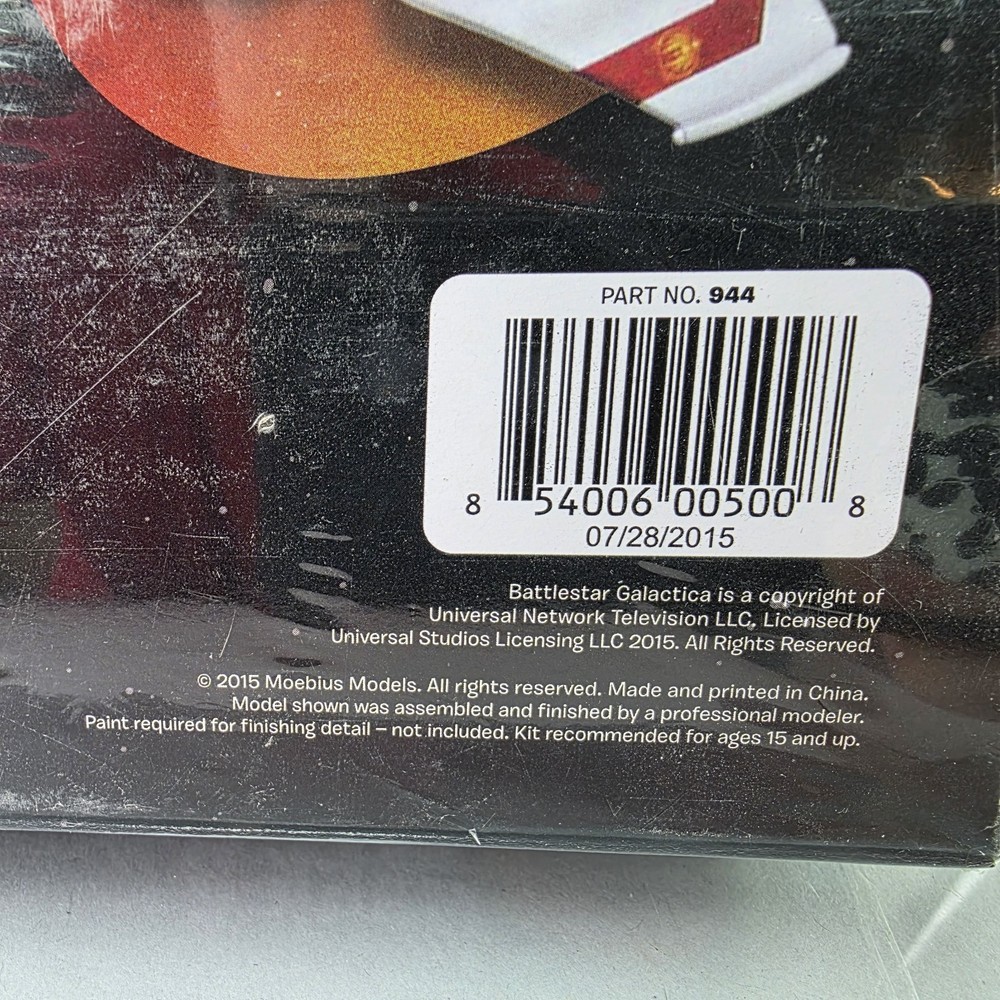 PART NO. 944
8 54006 00500 8
07/28/2015
Battlestar Galactica is a copyright of
Universal Network Television LLC. Licensed by
Universal Studios Licensing LLC 2015. All Rights Reserved.
© 2015 Moebius Models. All rights reserved. Made and printed in China.
Model shown was assembled and finished by a professional modeler.
Paint required for finishing detail – not included. Kit recommended for ages 15 and up.